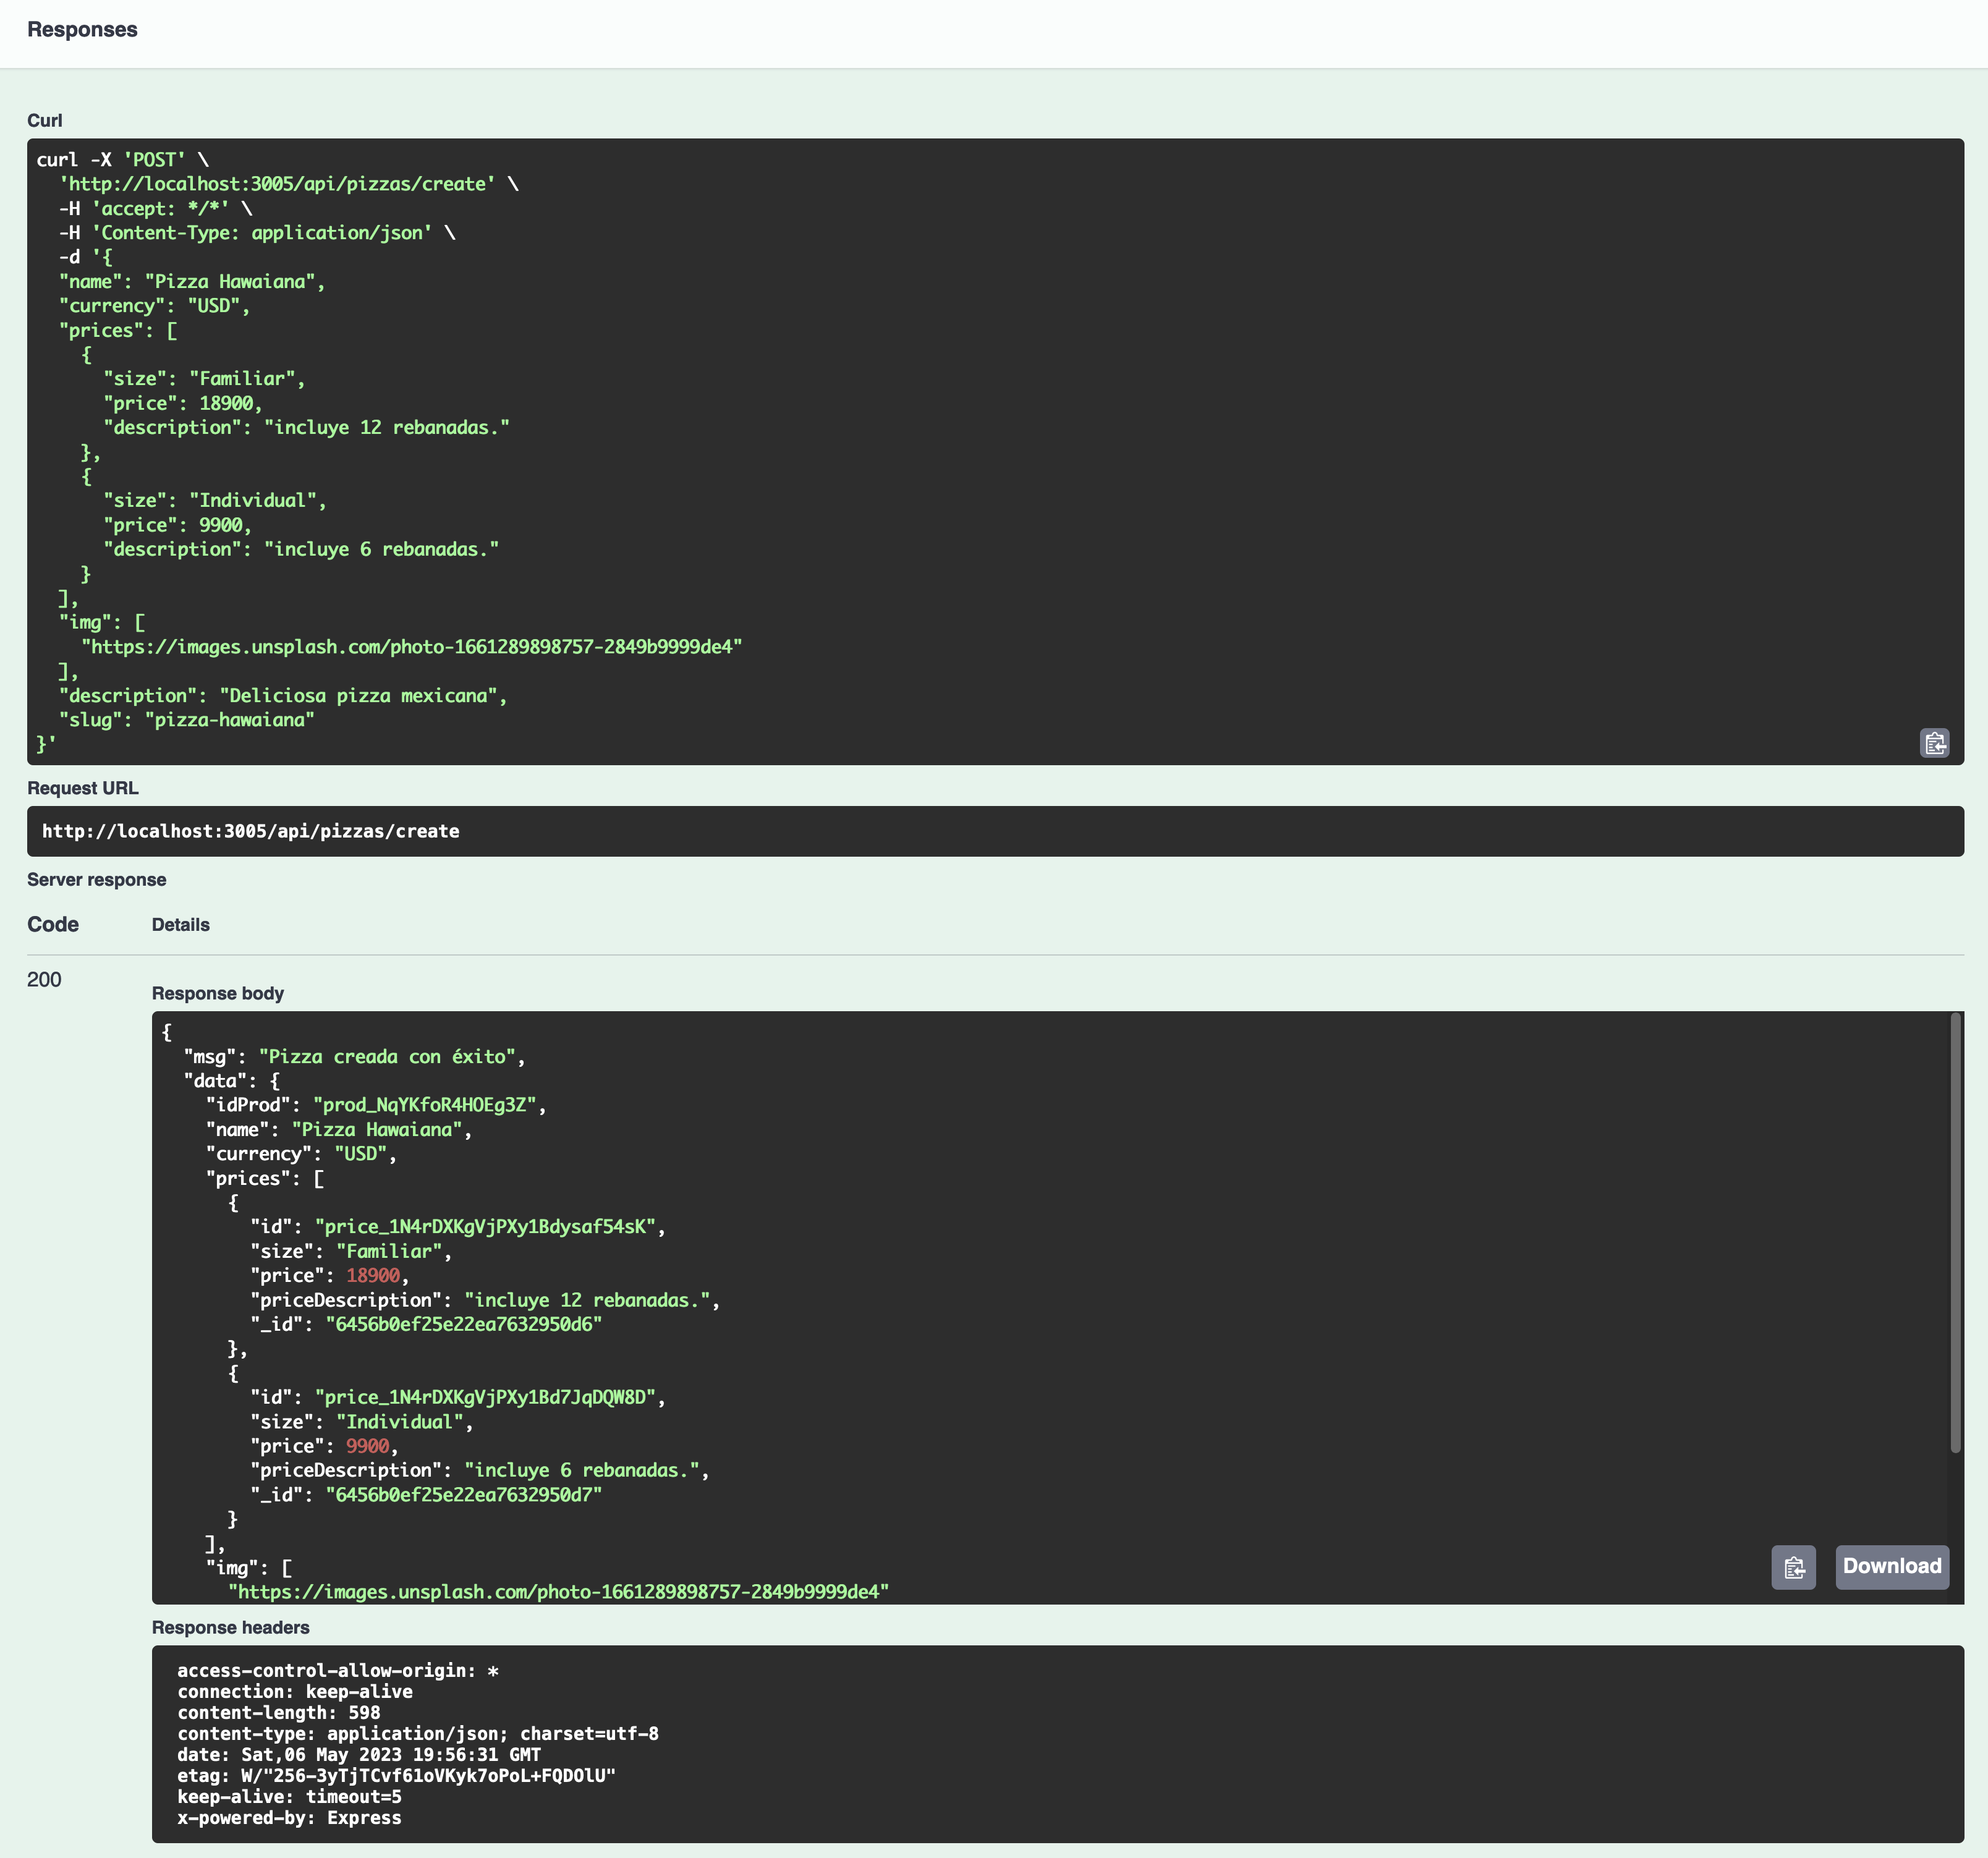 Responses
Curl
curl -X 'POST' \
  'http://localhost:3005/api/pizzas/create' \
  -H 'accept: */*' \
  -H 'Content-Type: application/json' \
  -d '{
  "name": "Pizza Hawaiana",
  "currency": "USD",
  "prices": [
    {
      "size": "Familiar",
      "price": 18900,
      "description": "incluye 12 rebanadas."
    },
    {
      "size": "Individual",
      "price": 9900,
      "description": "incluye 6 rebanadas."
    }
  ],
  "img": [
    "https://images.unsplash.com/photo-1661289898757-2849b9999de4"
  ],
  "description": "Deliciosa pizza mexicana",
  "slug": "pizza-hawaiana"
}'
Request URL
http://localhost:3005/api/pizzas/create
Server response
Code Details
200
Response body
{
  "msg": "Pizza creada con éxito",
  "data": {
    "idProd": "prod_NqYKfoR4HOEg3Z",
    "name": "Pizza Hawaiana",
    "currency": "USD",
    "prices": [
      {
        "id": "price_1N4rDXKgVjPXy1Bdysaf54sK",
        "size": "Familiar",
        "price": 18900,
        "priceDescription": "incluye 12 rebanadas.",
        "_id": "6456b0ef25e22ea7632950d6"
      },
      {
        "id": "price_1N4rDXKgVjPXy1Bd7JqDQW8D",
        "size": "Individual",
        "price": 9900,
        "priceDescription": "incluye 6 rebanadas.",
        "_id": "6456b0ef25e22ea7632950d7"
      }
    ],
    "img": [
      "https://images.unsplash.com/photo-1661289898757-2849b9999de4"
Download
Response headers
access-control-allow-origin: *
connection: keep-alive
content-length: 598
content-type: application/json; charset=utf-8
date: Sat,06 May 2023 19:56:31 GMT
etag: W/"256-3yTjTCvf61oVKyk7oPoL+FQDOlU"
keep-alive: timeout=5
x-powered-by: Express